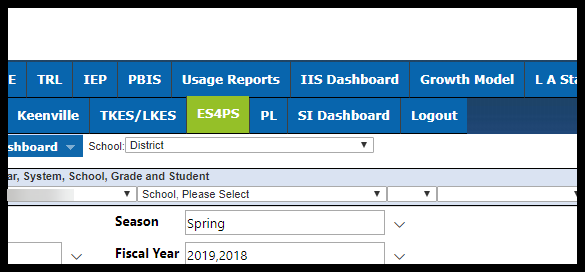 E TRL IEP PBIS Usage Reports IIS Dashboard Growth Model L A Sta
Keenville TKES/LKES ES4PS PL SI Dashboard Logout
shboard School: District
ar, System, School, Grade and Student
School, Please Select
Season Spring
Fiscal Year 2019,2018